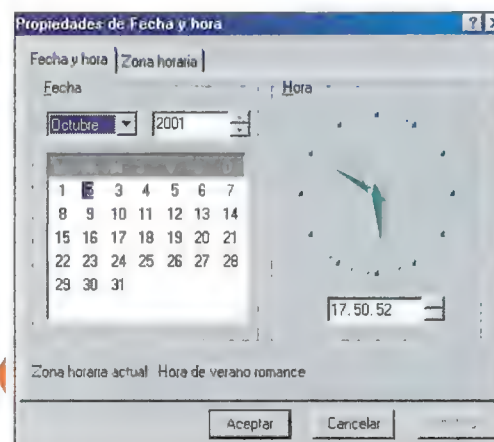 Propiedades de Fecha y hora
Fecha y hora
Zona horaria
Fecha
Hora
Octubre
2001
D
1 2 3 4 5 6 7
8 9 10 11 12 13 14
15 16 17 18 19 20 21
22 23 24 25 26 27 28
29 30 31
17.50.52
Zona horaria actual Hora de verano romance
Aceptar
Cancelar